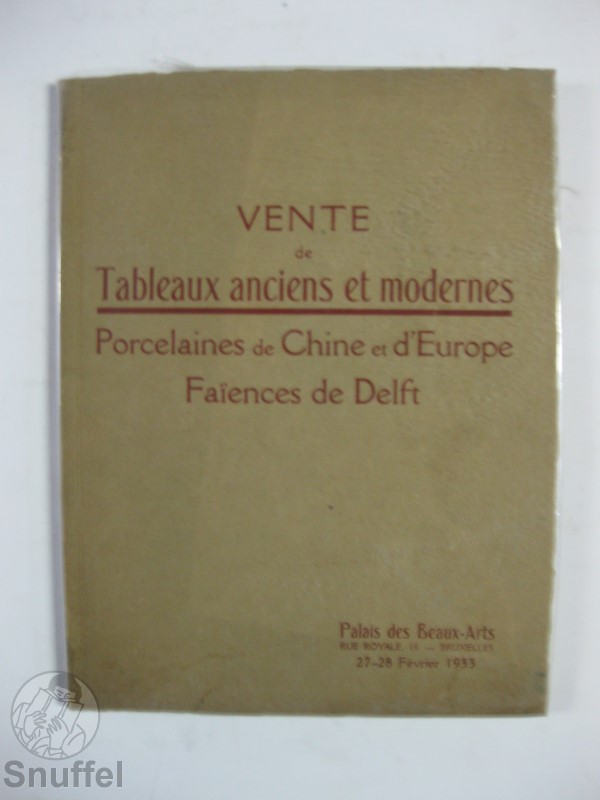 VENTE
de
Tableaux anciens et modernes
Porcelaines de Chine et d'Europe
Faïences de Delft
Palais des Beaux-Arts
RUE ROYALE, — BRUXELLES
27-28 Février 1933
Snuffel